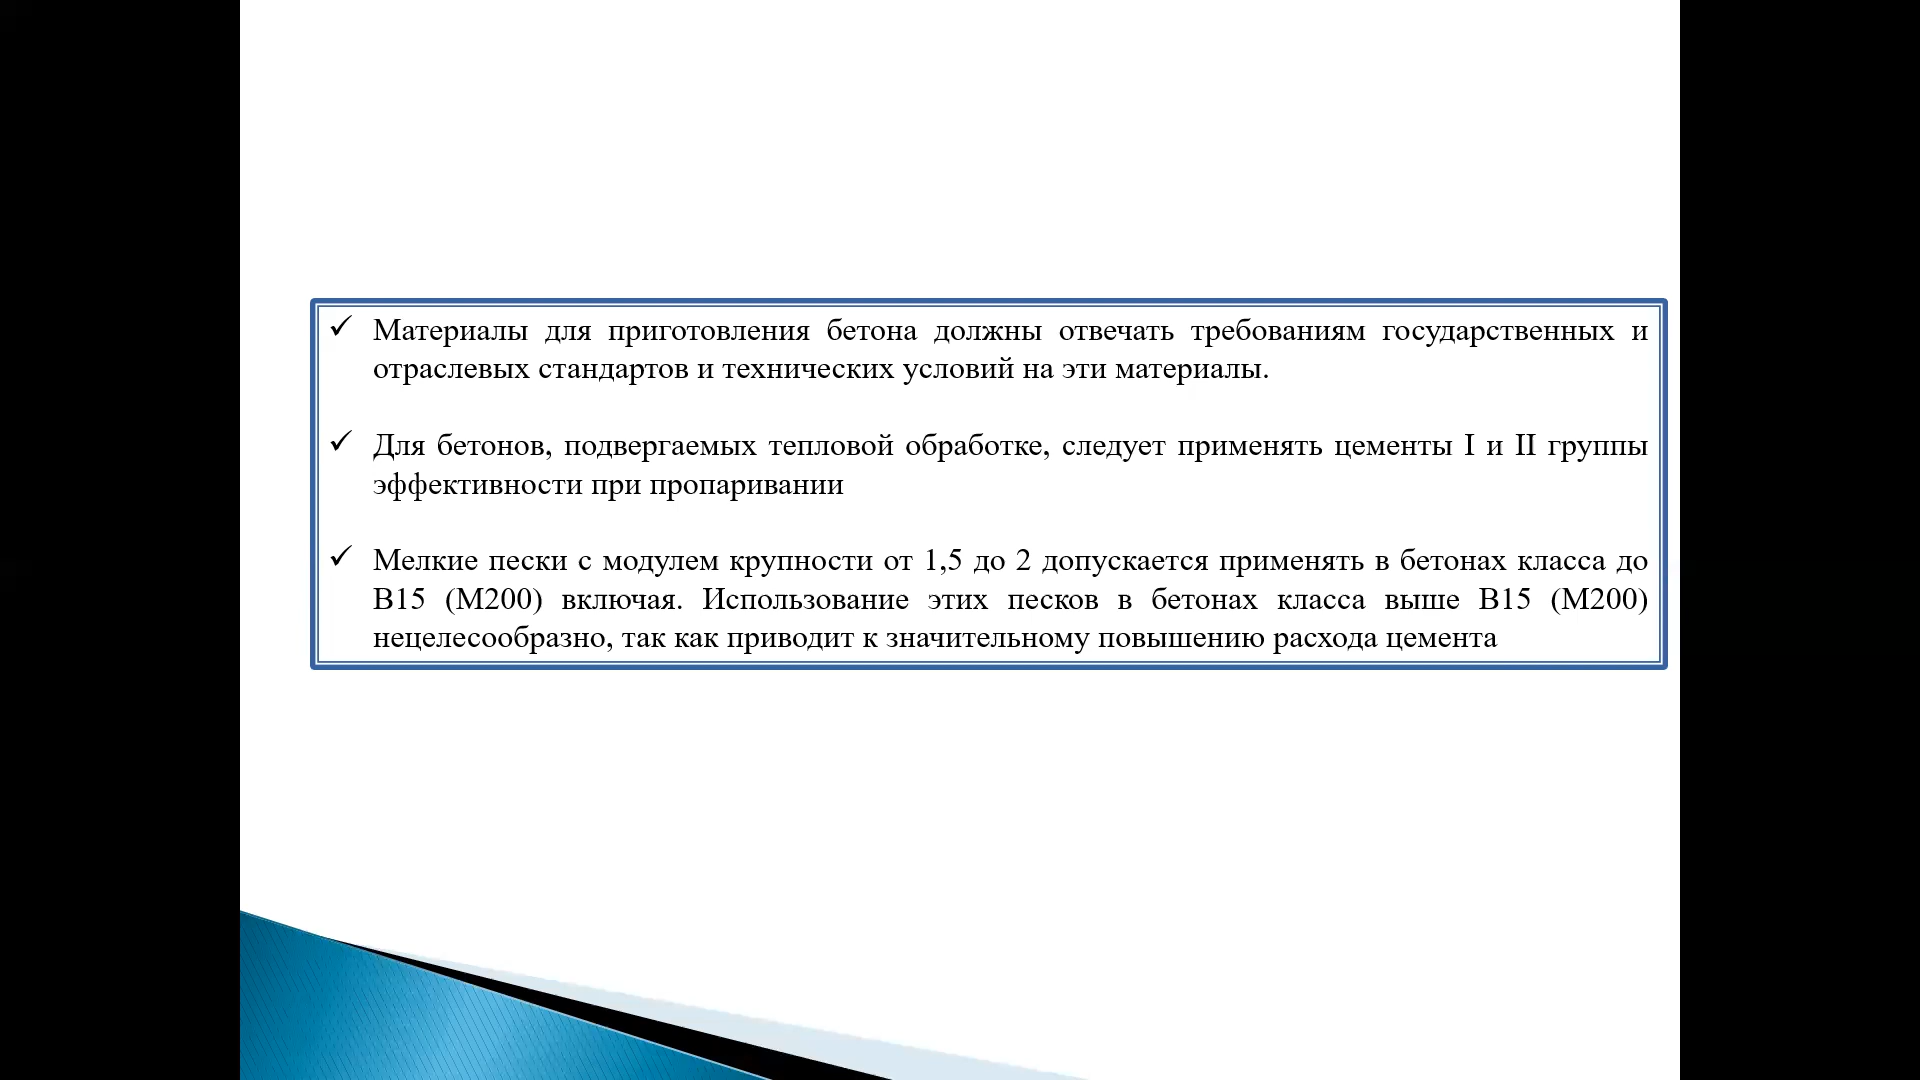 ✓ Материалы для приготовления бетона должны отвечать требованиям государственных и
отраслевых стандартов и технических условий на эти материалы.
✓ Для бетонов, подвергаемых тепловой обработке, следует применять цементы I и II группы
эффективности при пропаривании
✓ Мелкие пески с модулем крупности от 1,5 до 2 допускается применять в бетонах класса до
В15 (М200) включая. Использование этих песков в бетонах класса выше В15 (М200)
нецелесообразно, так как приводит к значительному повышению расхода цемента